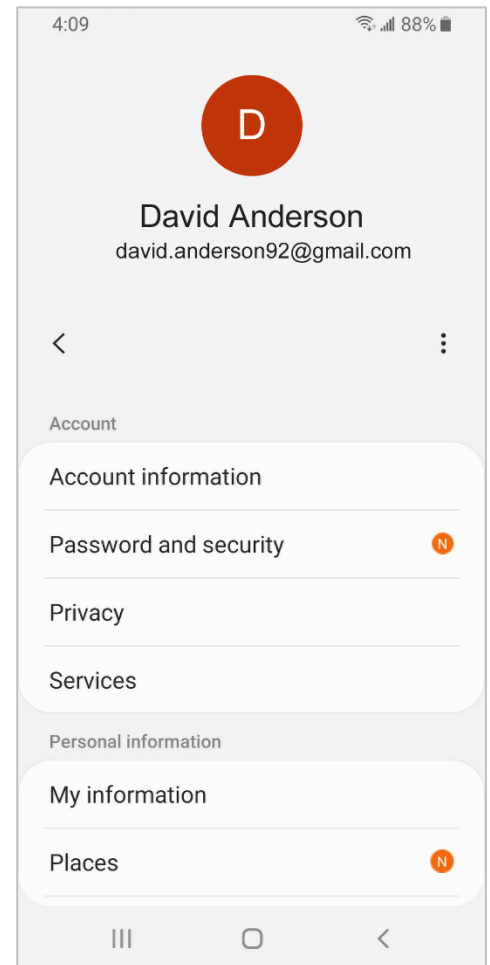 4:09 88%
D
David Anderson
david.anderson92@gmail.com
Account
Account information
Password and security N
Privacy
Services
Personal information
My information
Places N